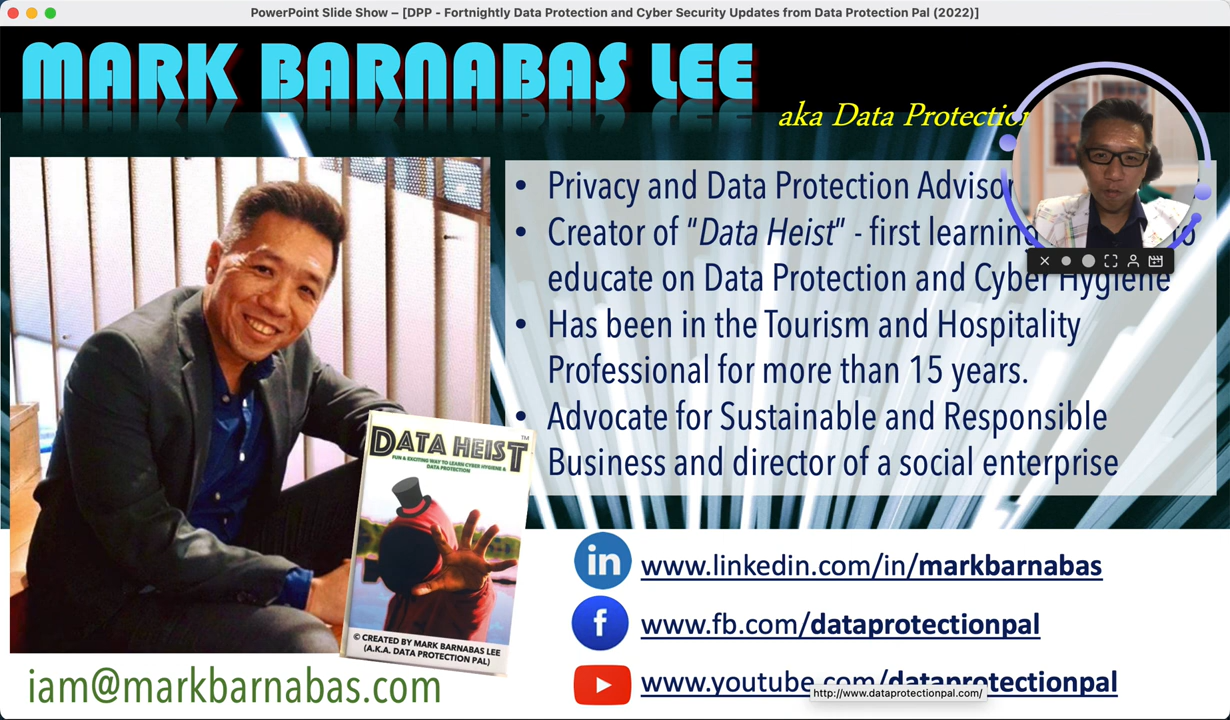 PowerPoint Slide Show – [DPP - Fortnightly Data Protection and Cyber Security Updates from Data Protection Pal (2022)]
MARK BARNABAS LEE
aka Data Protection
• Privacy and Data Protection Advisor
• Creator of "Data Heist" - first learning
educate on Data Protection and Cyber Hygiene
• Has been in the Tourism and Hospitality
Professional for more than 15 years.
• Advocate for Sustainable and Responsible
Business and director of a social enterprise
DATA HEIST™
FUN & EXCITING WAY TO LEARN CYBER HYGIENE &
DATA PROTECTION
© CREATED BY MARK BARNABAS LEE
(A.K.A. DATA PROTECTION PAL)
iam@markbarnabas.com
in www.linkedin.com/in/markbarnabas
f www.fb.com/dataprotectionpal
www.youtube.com/dataprotectionpal
http://www.dataprotectionpal.com/